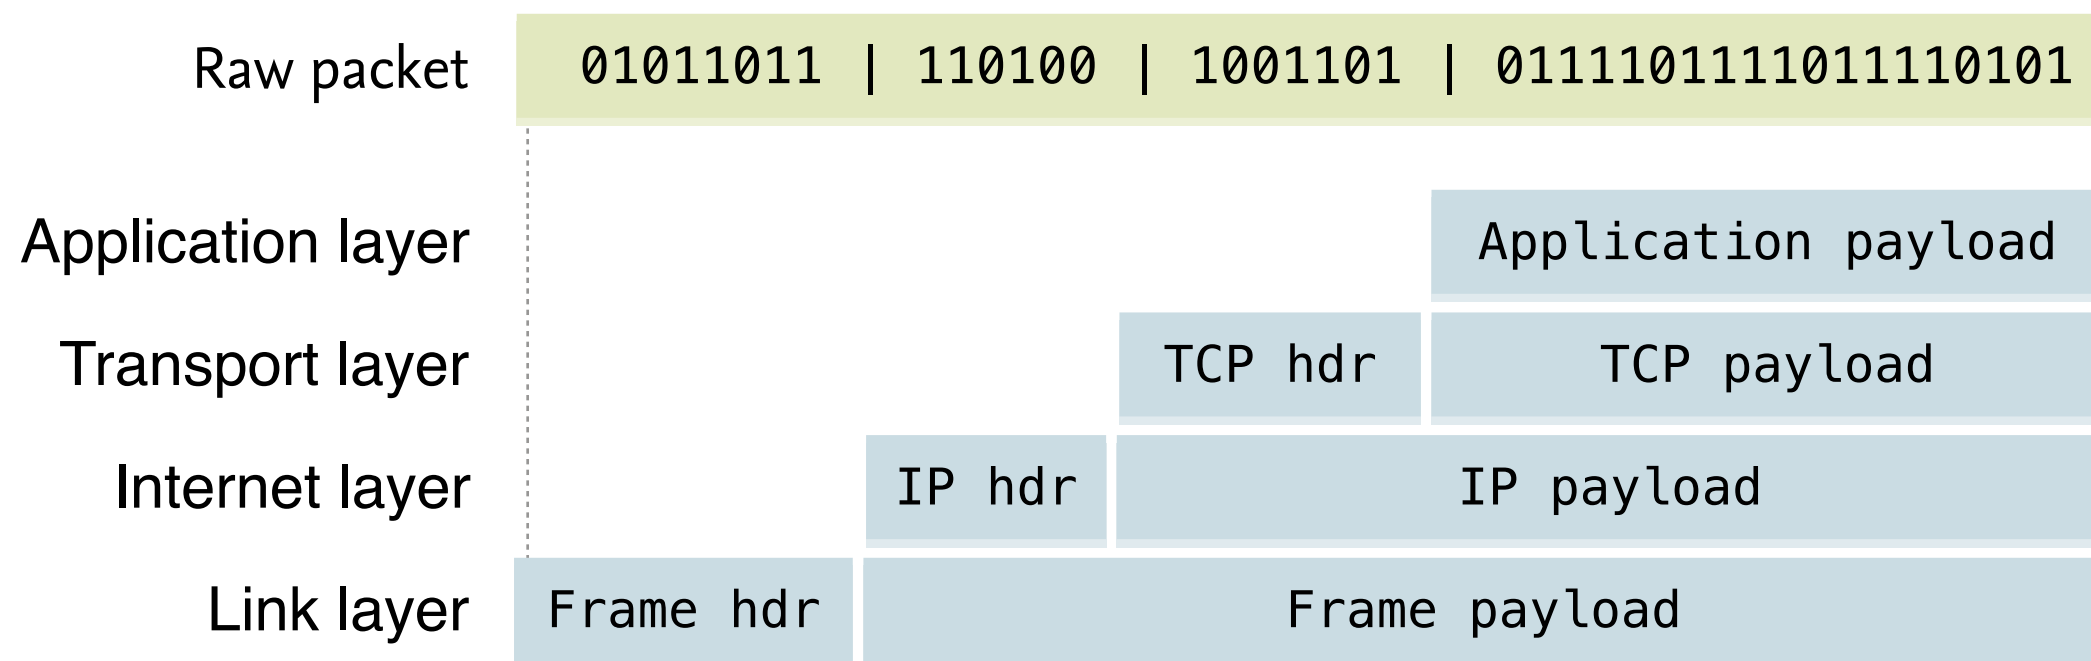 Raw packet 01011011 | 110100 | 1001101 | 0111101111011110101
Application layer Application payload
Transport layer TCP hdr TCP payload
Internet layer IP hdr IP payload
Link layer Frame hdr Frame payload